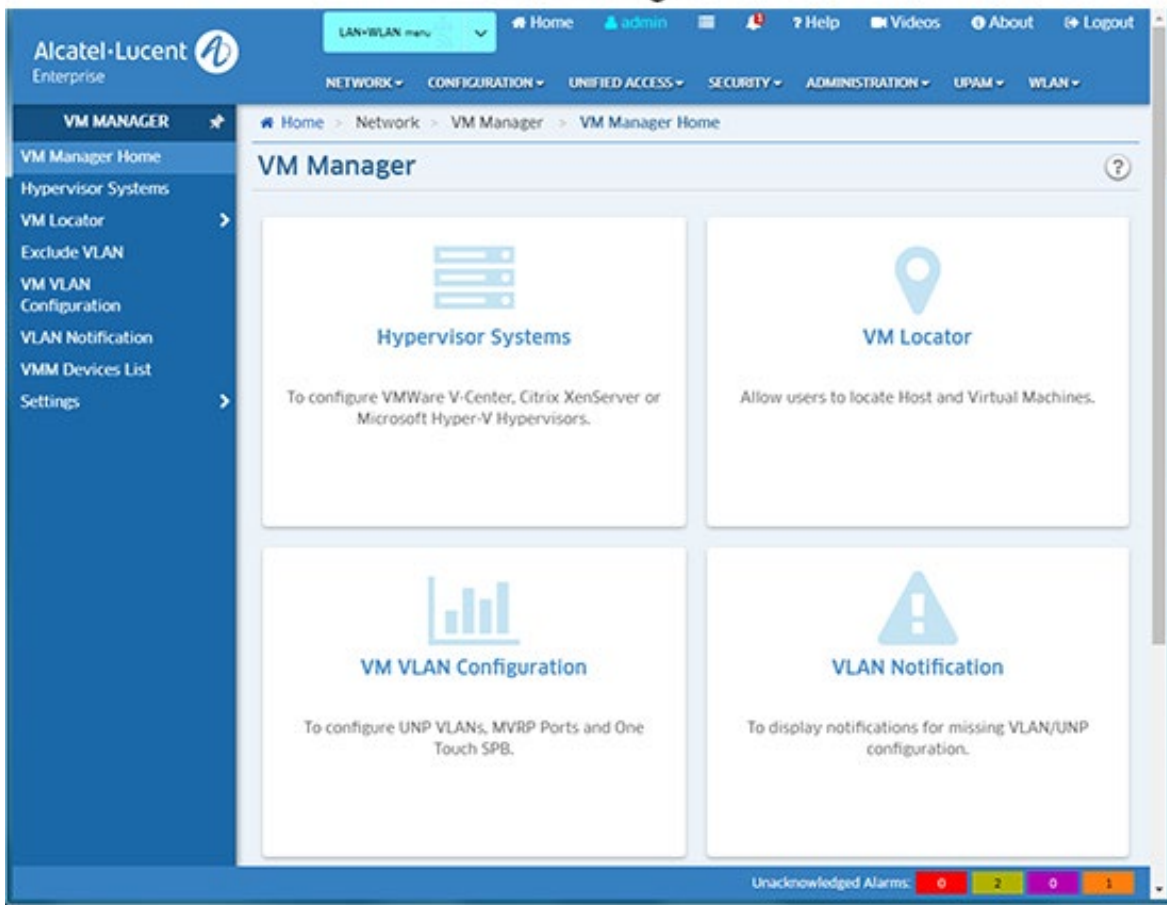 LAN+WLAN menu Home admin ? Help Videos About Logout
Alcatel·Lucent
Enterprise
NETWORK CONFIGURATION UNIFIED ACCESS SECURITY ADMINISTRATION UPAM WLAN
VM MANAGER
VM Manager Home
Hypervisor Systems
VM Locator
Exclude VLAN
VM VLAN
Configuration
VLAN Notification
VMM Devices List
Settings
Home > Network > VM Manager > VM Manager Home
VM Manager
?
Hypervisor Systems
To configure VMWare V-Center, Citrix XenServer or
Microsoft Hyper-V Hypervisors.
VM Locator
Allow users to locate Host and Virtual Machines.
VM VLAN Configuration
To configure UNP VLANs, MVRP Ports and One
Touch SPB.
VLAN Notification
To display notifications for missing VLAN/UNP
configuration.
Unacknowledged Alarms: 0 2 0 1